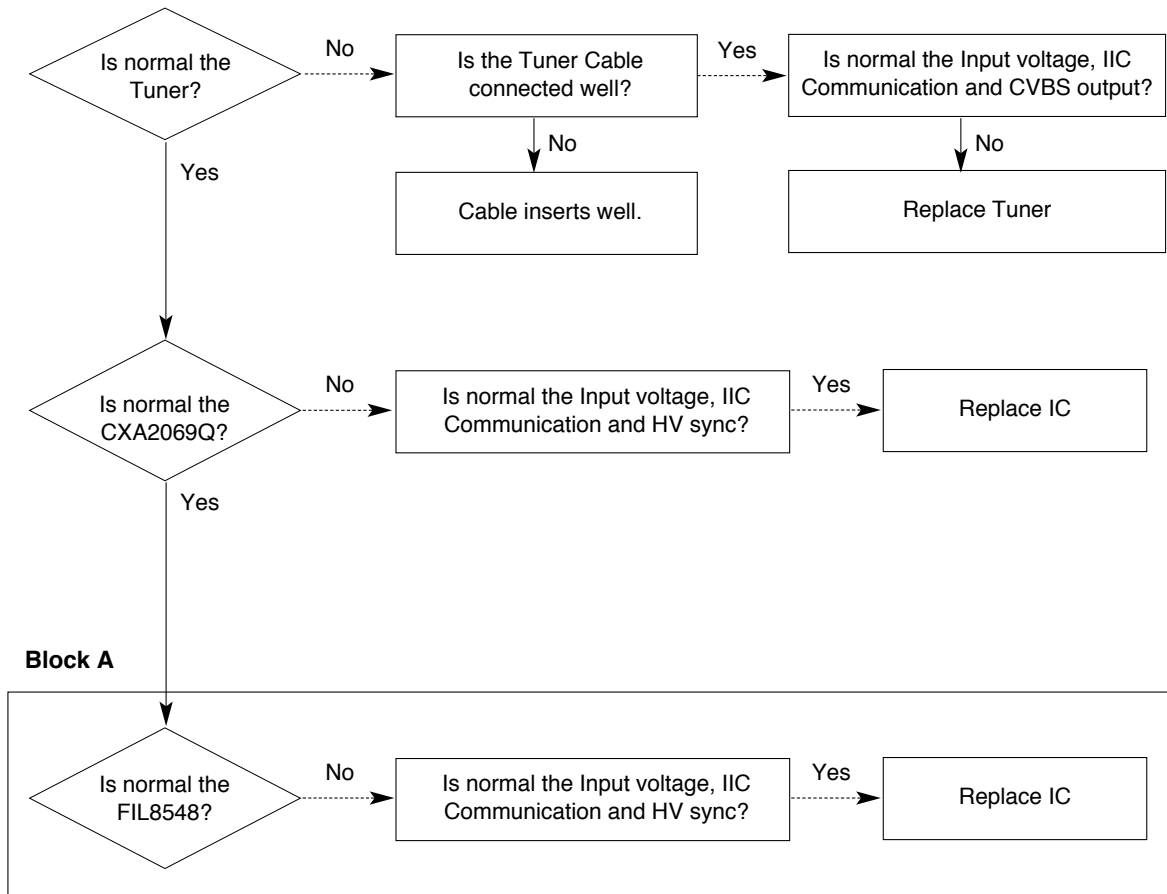 Is normal the
Tuner?
No
Is the Tuner Cable
connected well?
Yes
Is normal the Input voltage, IIC
Communication and CVBS output?
No
No
Yes
Cable inserts well.
Replace Tuner
Is normal the
CXA2069Q?
No
Is normal the Input voltage, IIC
Communication and HV sync?
Yes
Replace IC
Yes
Block A
Is normal the
FIL8548?
No
Is normal the Input voltage, IIC
Communication and HV sync?
Yes
Replace IC